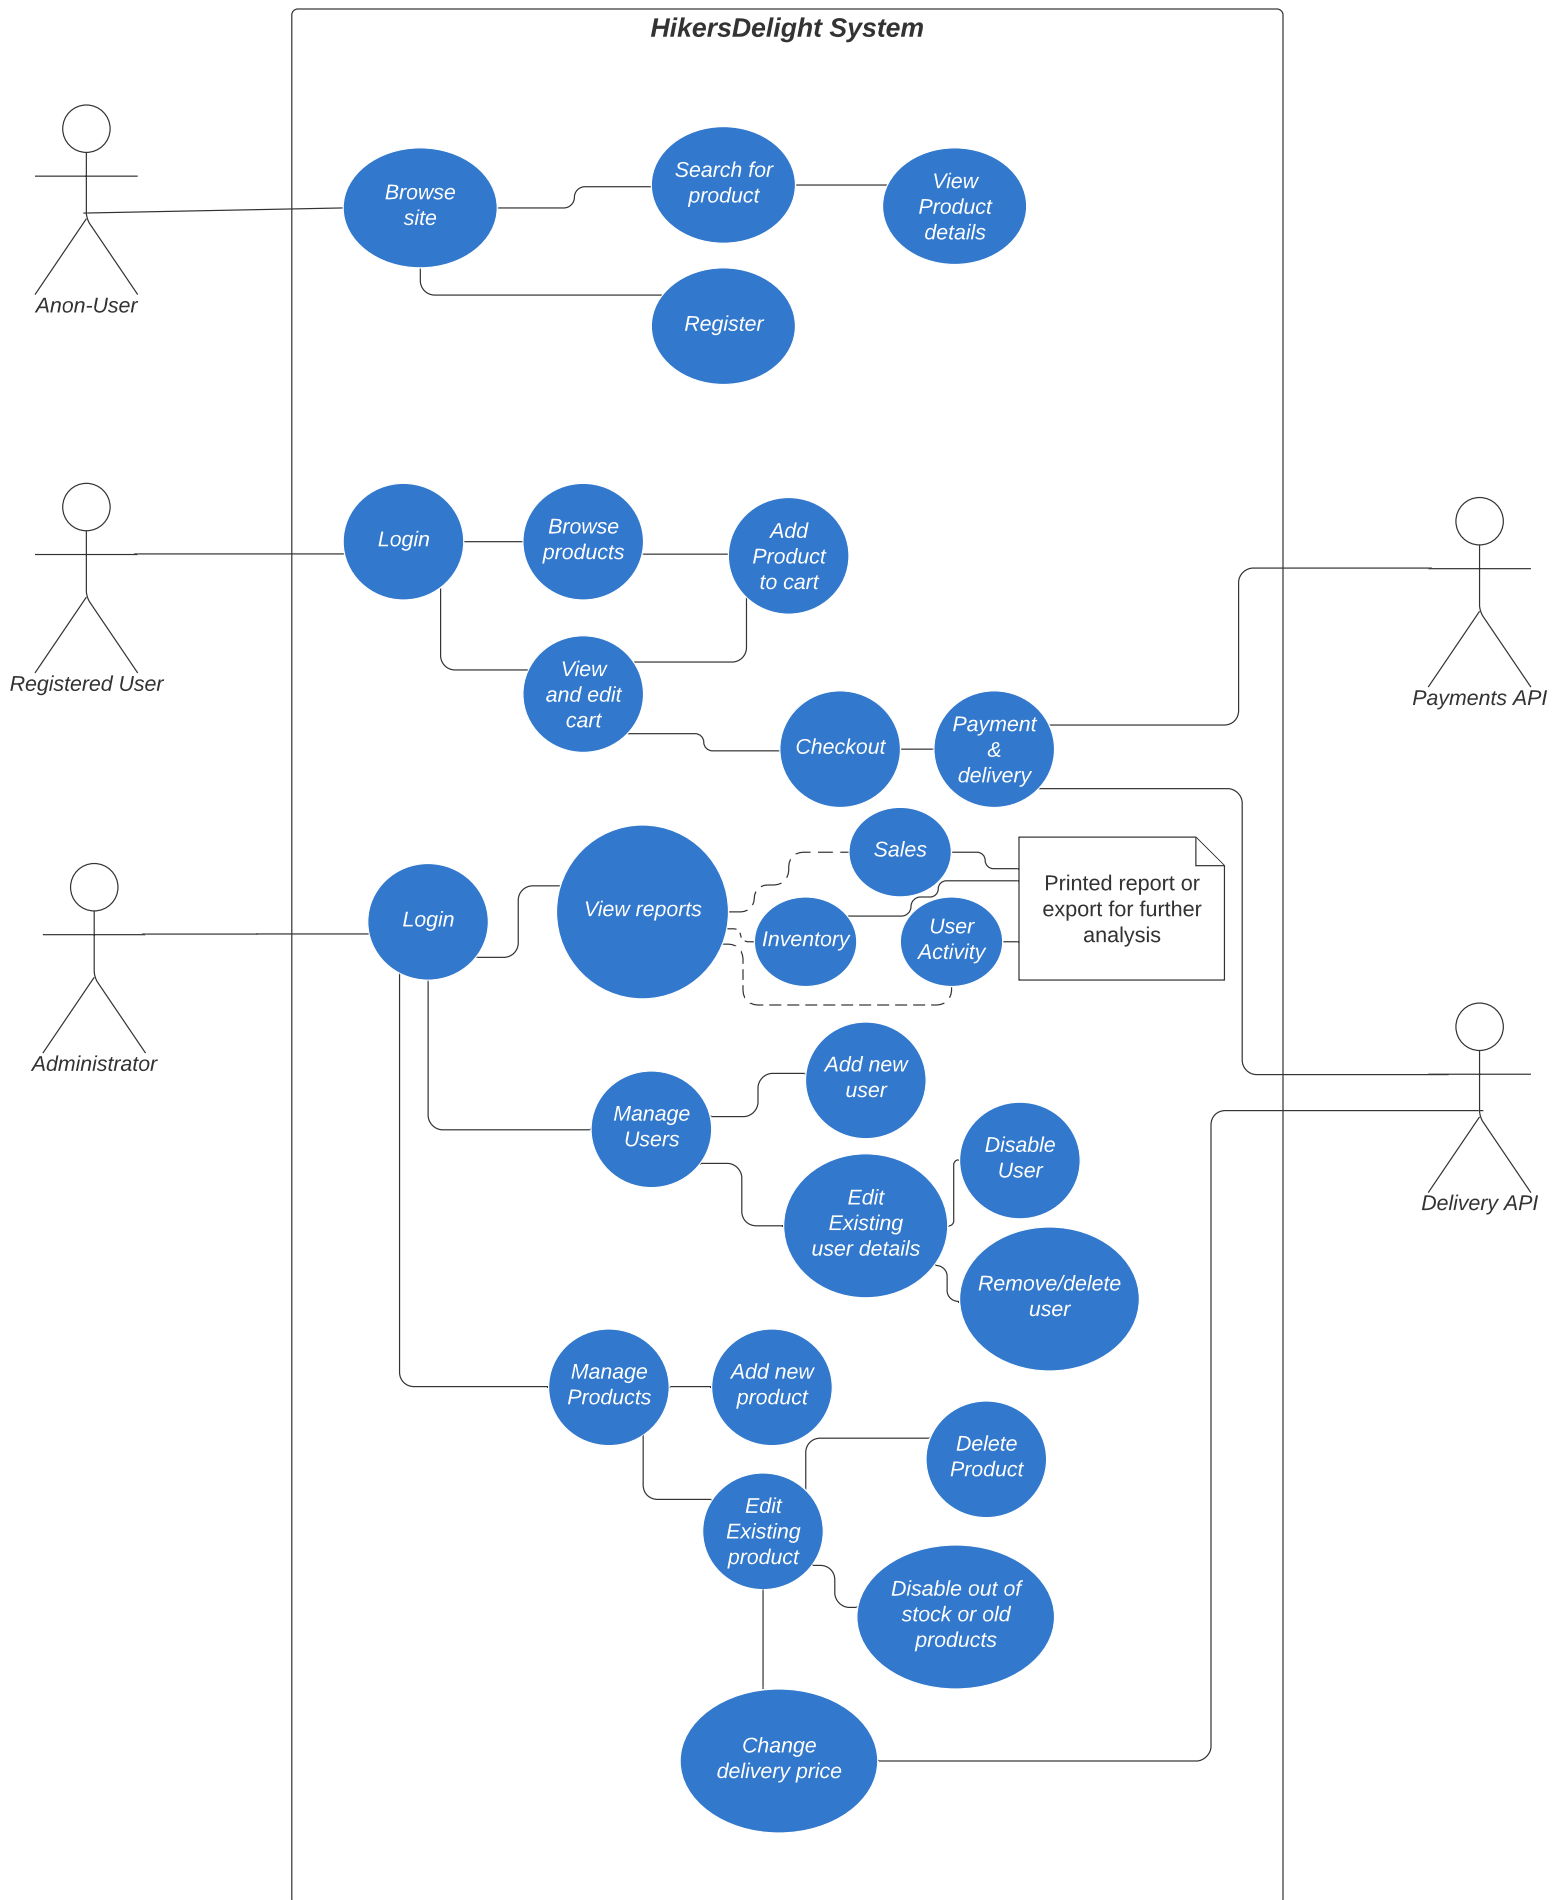 HikersDelight System
Browse
site
Search for
product
View
Product
details
Anon-User
Register
Login
Browse
products
Add
Product
to cart
Registered User
View
and edit
cart
Checkout
Payment
&
delivery
Payments API
Login
View reports
Sales
Inventory
User
Activity
Printed report or
export for further
analysis
Administrator
Manage
Users
Add new
user
Edit
Existing
user details
Disable
User
Remove/delete
user
Delivery API
Manage
Products
Add new
product
Edit
Existing
product
Delete
Product
Disable out of
stock or old
products
Change
delivery price